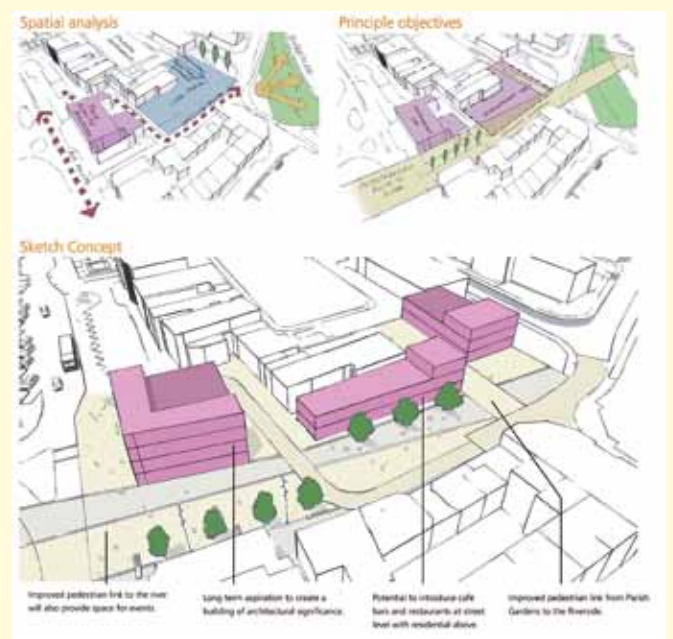 Spatial analysis
Principle objectives
Sketch Concept
Improved pedestrian link to the river
will also provide space for events.
Long term aspiration to create a
building of architectural significance.
Potential to introduce café
bars and restaurants at street
level with residential above.
Improved pedestrian link from Parish
Gardens to the Riverside.